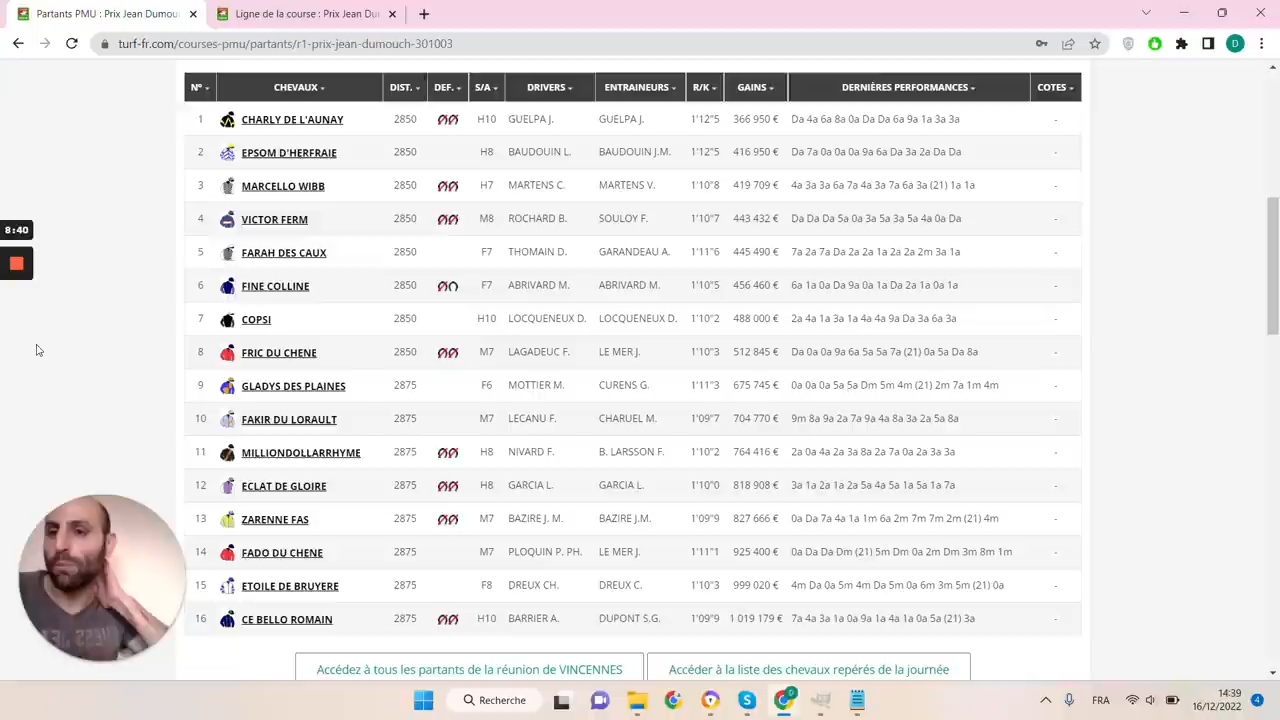 Partants PMU : Prix Jean Dumou
Ligne de course : Partants PMU D
turf-fr.com/courses-pmu/partants/r1-prix-jean-dumouch-301003
D
N° CHEVAUX DIST. DEF. S/A DRIVERS ENTRAINEURS R/K GAINS DERNIÈRES PERFORMANCES COTES
1 CHARLY DE L'AUNAY 2850 H10 GUELPA J. GUELPA J. 1'12"5 366 950 € Da 4a 6a 8a 0a Da Da 6a 9a 1a 3a 3a -
2 EPSOM D'HERFRAIE 2850 H8 BAUDOUIN L. BAUDOUIN J.M. 1'12"5 416 950 € Da 7a 0a 0a 0a 9a 6a Da 3a 2a Da Da -
3 MARCELLO WIBB 2850 H7 MARTENS C. MARTENS V. 1'10"8 419 709 € 4a 3a 3a 6a 7a 4a 3a 7a 6a 3a (21) 1a 1a -
4 VICTOR FERM 2850 M8 ROCHARD B. SOULOY F. 1'10"7 443 432 € Da Da Da 5a 0a 3a 5a 3a 5a 4a 0a Da -
5 FARAH DES CAUX 2850 F7 THOMAIN D. GARANDEAU A. 1'11"6 445 490 € 7a 2a 7a Da 2a 2a 1a 2a 2a 2m 3a 1a -
6 FINE COLLINE 2850 F7 ABRIVARD M. ABRIVARD M. 1'10"5 456 460 € 6a 1a 0a Da 9a 0a 1a Da 2a 1a 0a 1a -
7 COPSI 2850 H10 LOCQUENEUX D. LOCQUENEUX D. 1'10"2 488 000 € 2a 4a 1a 3a 1a 4a 4a 9a Da 3a 6a 3a -
8 FRIC DU CHENE 2850 M7 LAGADEUC F. LE MER J. 1'10"3 512 845 € Da 0a 0a 9a 6a 5a 5a 7a (21) 0a 5a Da 8a -
9 GLADYS DES PLAINES 2875 F6 MOTTIER M. CURENS G. 1'11"3 675 745 € 0a 0a 0a 5a 5a Dm 5m 4m (21) 2m 7a 1m 4m -
10 FAKIR DU LORAULT 2875 M7 LECANU F. CHARUEL M. 1'09"7 704 770 € 9m 8a 9a 2a 7a 9a 4a 8a 3a 2a 5a 8a -
11 MILLIONDOLLARRHYME 2875 H8 NIVARD F. B. LARSSON F. 1'10"2 764 416 € 2a 0a 4a 2a 3a 8a 2a 7a 0a 2a 3a 3a -
12 ECLAT DE GLOIRE 2875 H8 GARCIA L. GARCIA L. 1'10"0 818 908 € 3a 1a 2a 1a 2a 5a 4a 5a 1a 5a 1a 7a -
13 ZARENNE FAS 2875 M7 BAZIRE J. M. BAZIRE J.M. 1'09"9 827 666 € 0a Da 7a 4a 1a 1m 6a 2m 7m 7m 2m (21) 4m -
14 FADO DU CHENE 2875 M7 PLOQUIN P. PH. LE MER J. 1'11"1 925 400 € 0a Da Da Dm (21) 5m Dm 0a 2m Dm 3m 8m 1m -
15 ETOILE DE BRUYERE 2875 F8 DREUX CH. DREUX C. 1'10"3 999 020 € 4m Da 0a 5m 4m Da 5m 0a 6m 3m 5m (21) 0a -
16 CE BELLO ROMAIN 2875 H10 BARRIER A. DUPONT S.G. 1'09"9 1 019 179 € 7a 4a 3a 1a 0a 9a 1a 4a 1a 0a 5a (21) 3a -
8:40
Accédez à tous les partants de la réunion de VINCENNES
Accéder à la liste des chevaux repérés de la journée
Recherche
FRA
14:39
16/12/2022
4